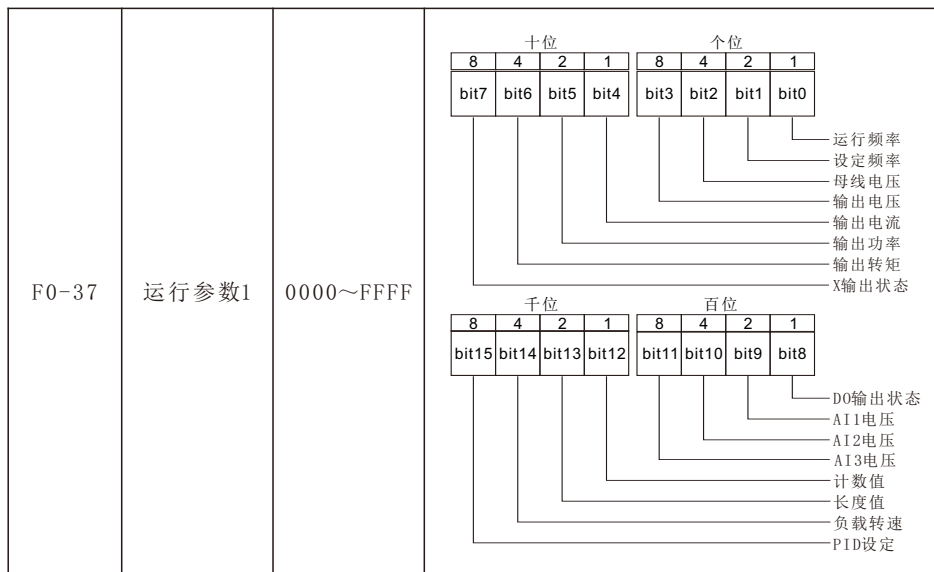 F0-37
运行参数1
0000～FFFF
十位 个位
8 4 2 1 8 4 2 1
bit7 bit6 bit5 bit4 bit3 bit2 bit1 bit0
运行频率
设定频率
母线电压
输出电压
输出电流
输出功率
输出转矩
X输出状态
千位 百位
8 4 2 1 8 4 2 1
bit15 bit14 bit13 bit12 bit11 bit10 bit9 bit8
DO输出状态
AI1电压
AI2电压
AI3电压
计数值
长度值
负载转速
PID设定